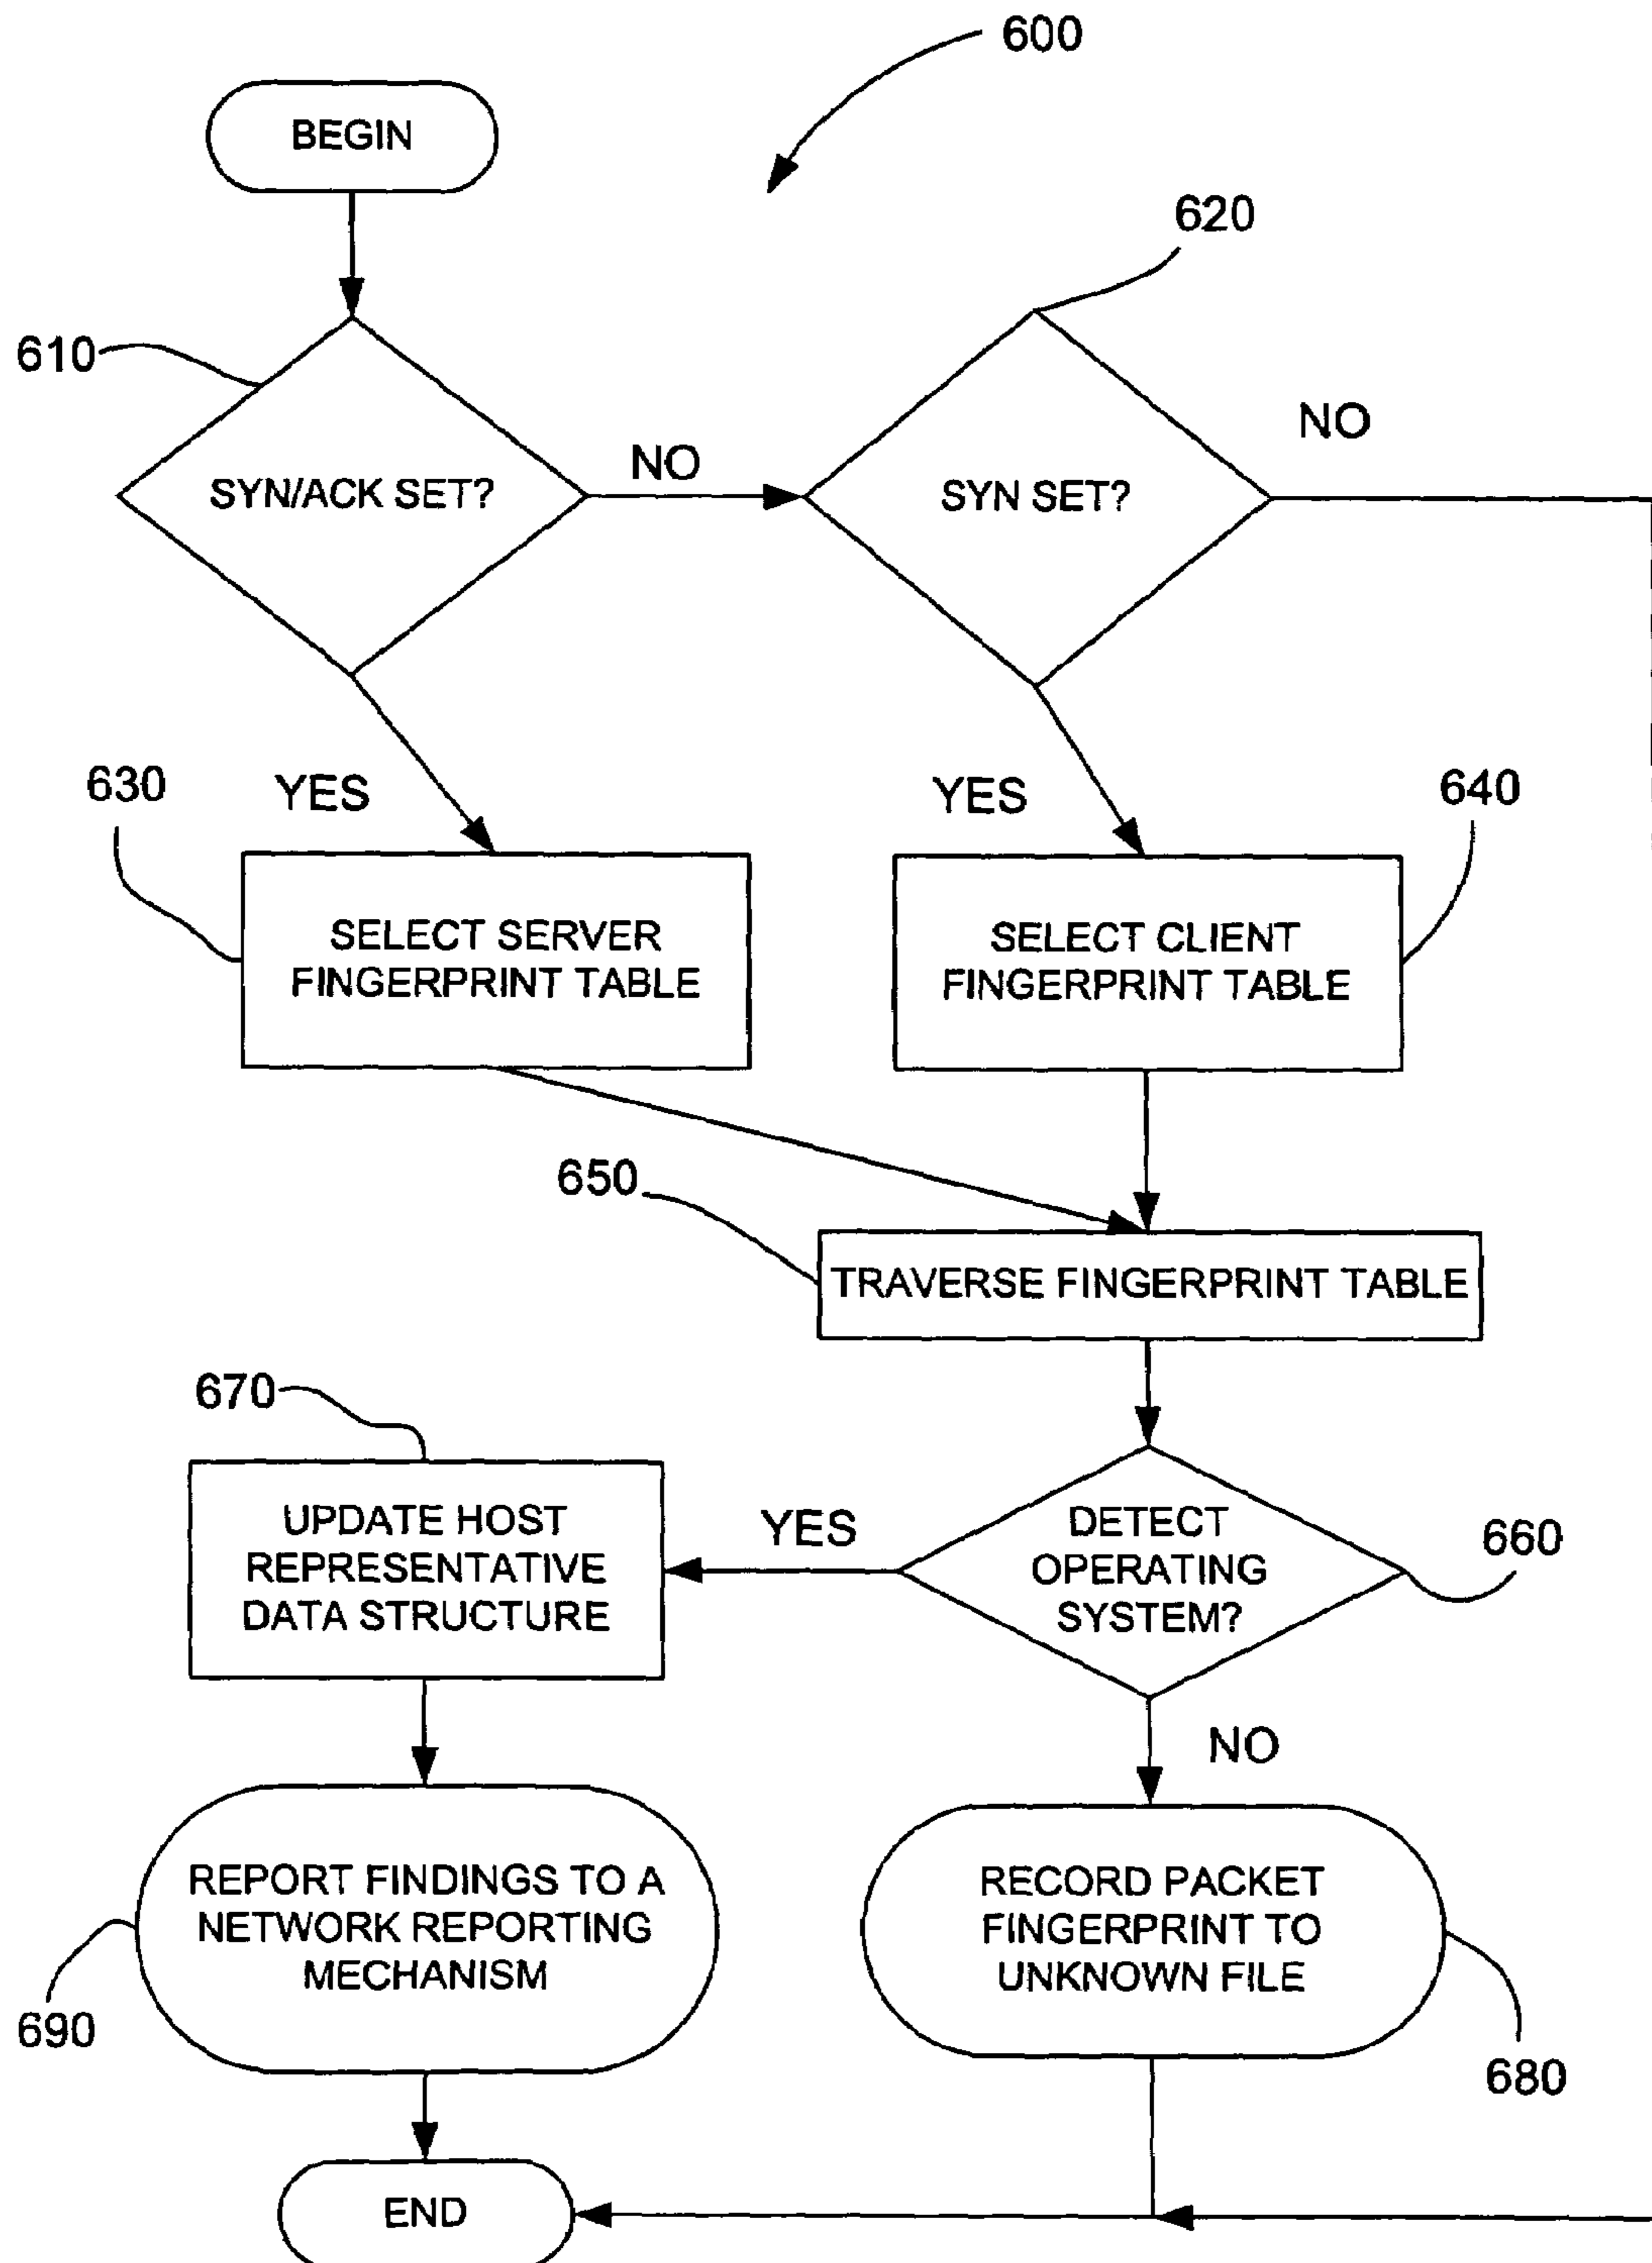 600
BEGIN
620
610
NO
NO
SYN/ACK SET?
SYN SET?
630
YES
YES
640
SELECT SERVER
FINGERPRINT TABLE
SELECT CLIENT
FINGERPRINT TABLE
650
TRAVERSE FINGERPRINT TABLE
670
UPDATE HOST
REPRESENTATIVE
DATA STRUCTURE
YES
DETECT
OPERATING
SYSTEM?
660
NO
REPORT FINDINGS TO A
NETWORK REPORTING
MECHANISM
RECORD PACKET
FINGERPRINT TO
UNKNOWN FILE
690
680
END